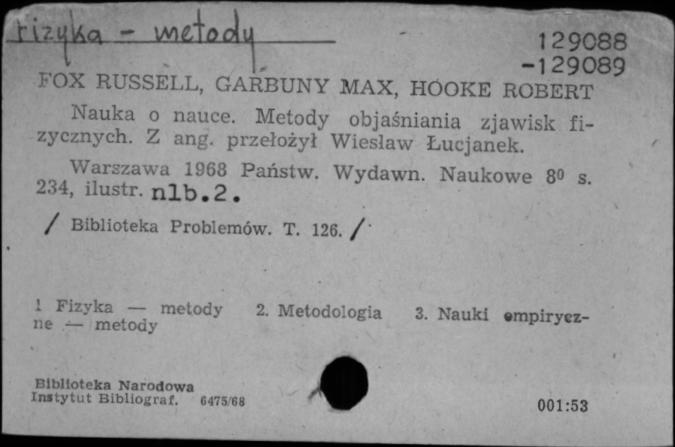 Fizyka - metody
129088
-129089
FOX RUSSELL, GARBUNY MAX, HOOKE ROBERT
Nauka o nauce. Metody objaśniania zjawisk fi-
zycznych. Z ang. przełożył Wiesław Łucjanek.
Warszawa 1968 Państw. Wydawn. Naukowe 8⁰ s.
234, ilustr. nlb.2.
/ Biblioteka Problemów. T. 126. /
1 Fizyka — metody 2. Metodologia 3. Nauki empirycz-
ne — metody
Biblioteka Narodowa
Instytut Bibliograf. 6475/68
001:53